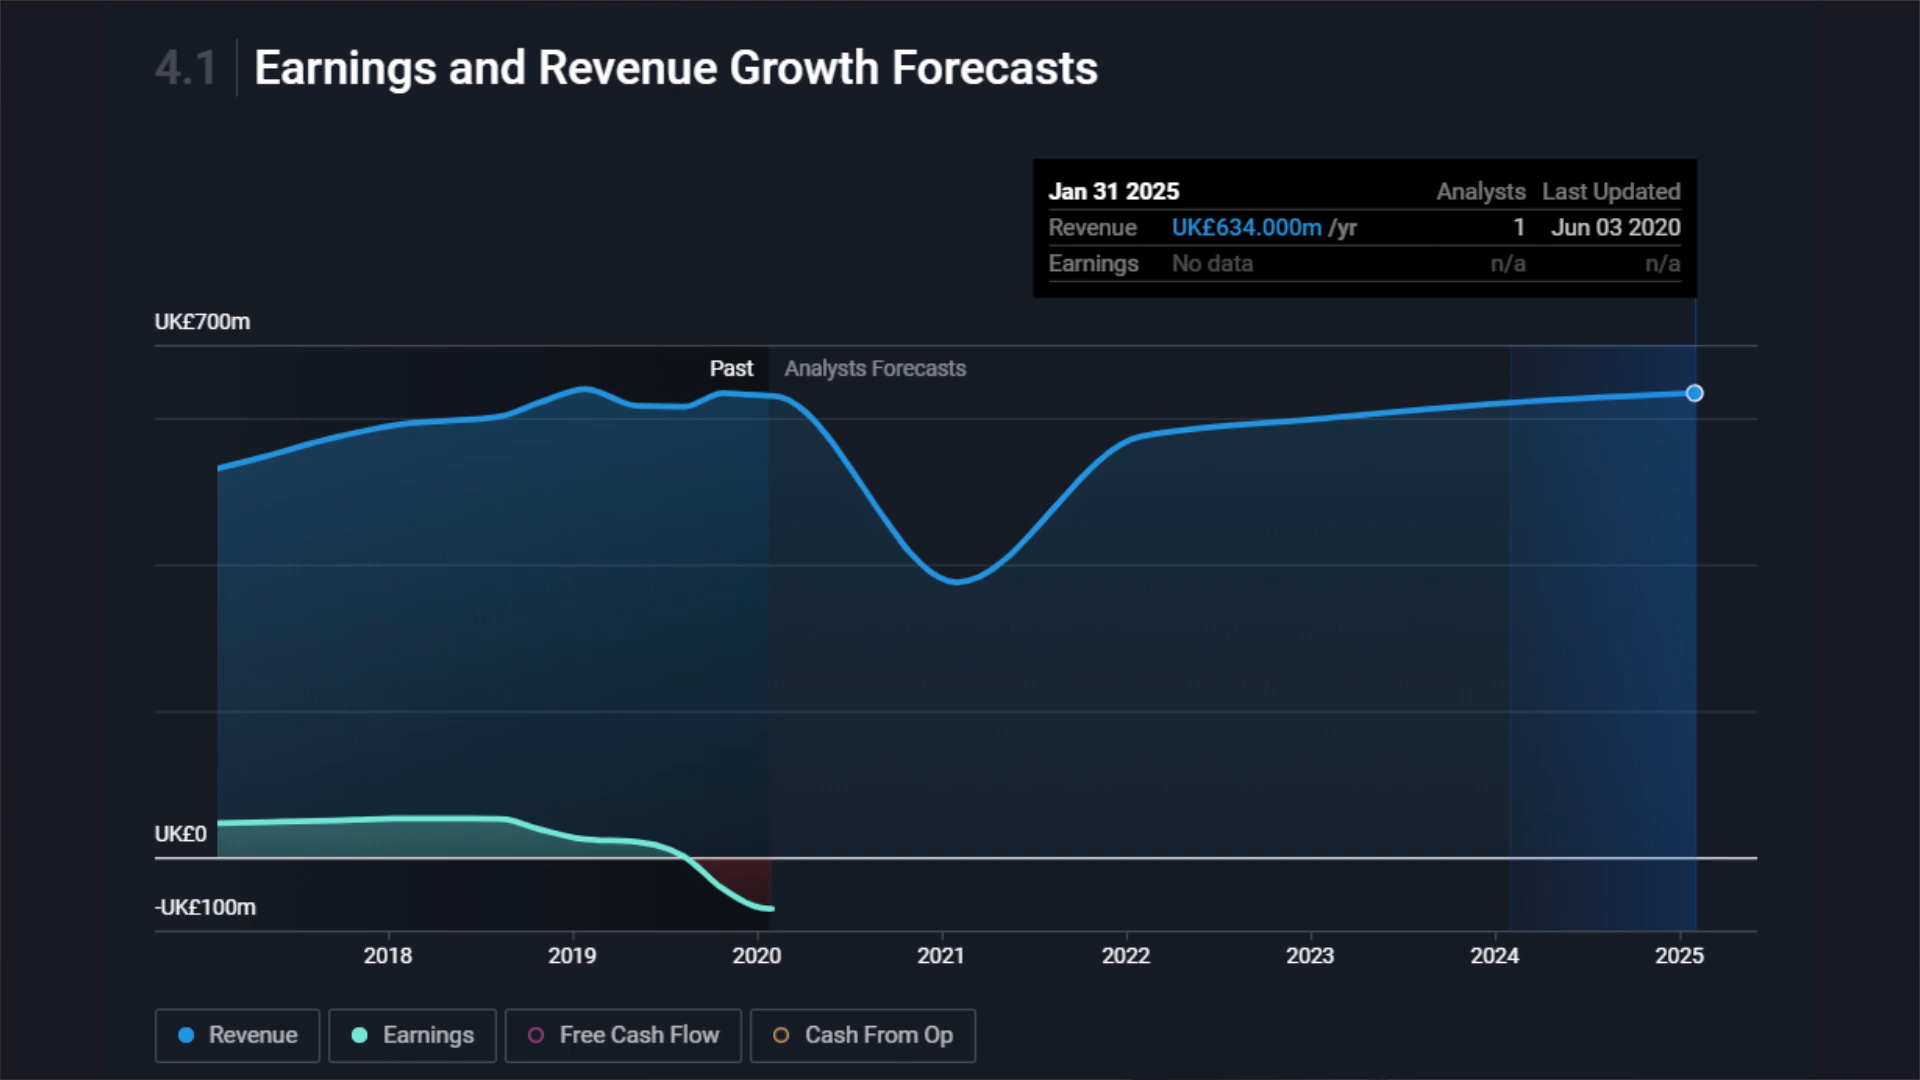 4.1 Earnings and Revenue Growth Forecasts
Jan 31 2025 Analysts Last Updated
Revenue UK£634.000m /yr 1 Jun 03 2020
Earnings No data n/a n/a
UK£700m
Past Analysts Forecasts
UK£0
-UK£100m
2018 2019 2020 2021 2022 2023 2024 2025
Revenue Earnings Free Cash Flow Cash From Op